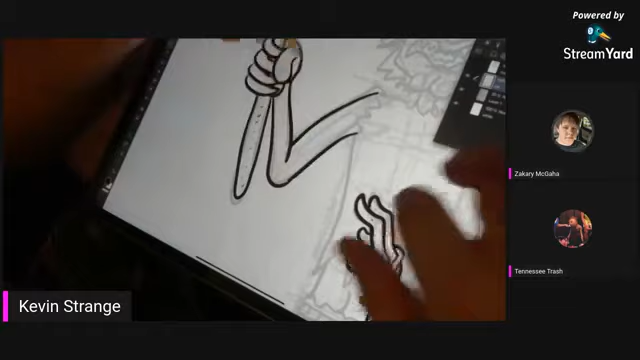 Powered by
StreamYard
Zakary McGaha
Tennessee Trash
Kevin Strange